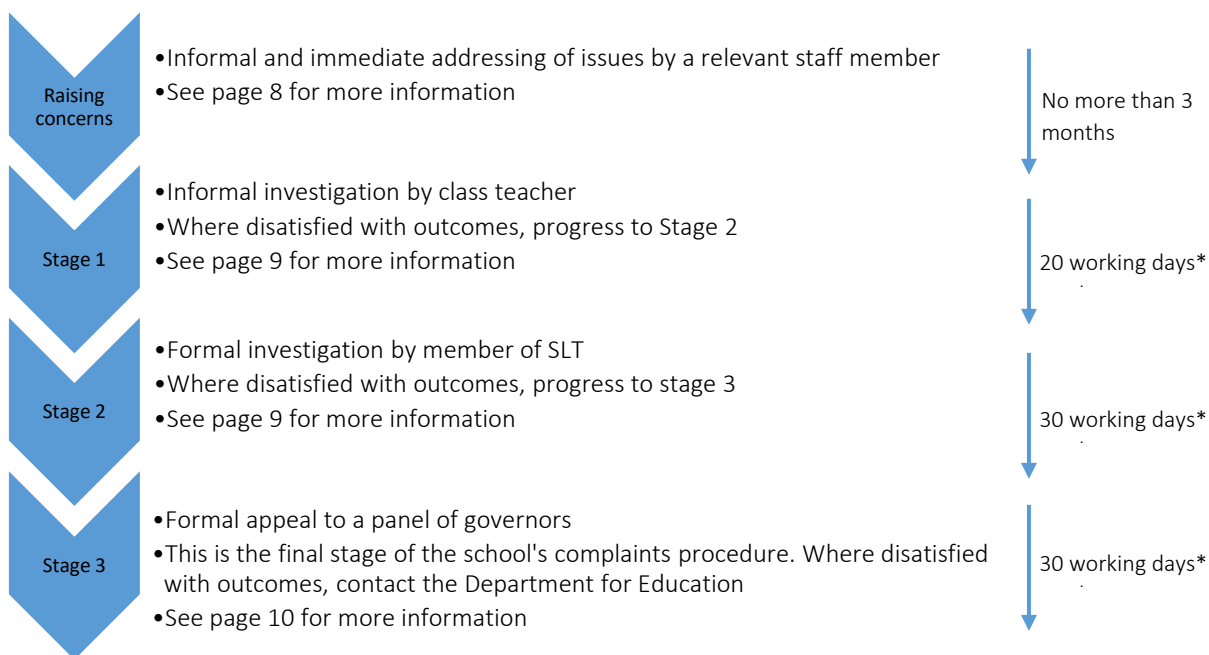 Raising
concerns
•Informal and immediate addressing of issues by a relevant staff member
•See page 8 for more information
No more than 3
months
Stage 1
•Informal investigation by class teacher
•Where disatisfied with outcomes, progress to Stage 2
•See page 9 for more information
20 working days*
Stage 2
•Formal investigation by member of SLT
•Where disatisfied with outcomes, progress to stage 3
•See page 9 for more information
30 working days*
Stage 3
•Formal appeal to a panel of governors
•This is the final stage of the school's complaints procedure. Where disatisfied
with outcomes, contact the Department for Education
•See page 10 for more information
30 working days*